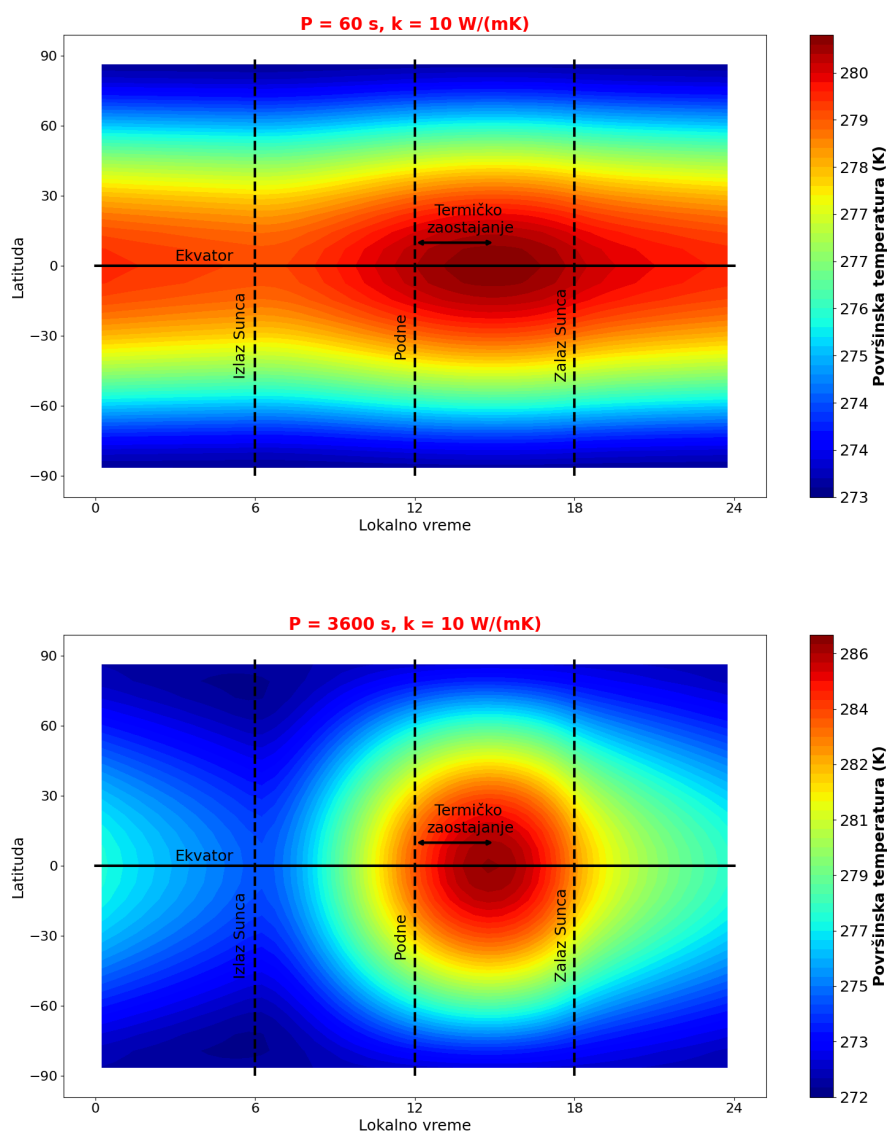 P = 60 s, k = 10 W/(mK)
90
60
30
0
−30
−60
−90
Latituda
Termičko
zaostajanje
Ekvator
Izlaz Sunca
Podne
Zalaz Sunca
0
6
12
18
24
Lokalno vreme
280
279
278
277
277
276
275
274
274
273
Površinska temperatura (K)
P = 3600 s, k = 10 W/(mK)
90
60
30
0
−30
−60
−90
Latituda
Termičko
zaostajanje
Ekvator
Izlaz Sunca
Podne
Zalaz Sunca
0
6
12
18
24
Lokalno vreme
286
284
282
280
279
277
275
273
272
Površinska temperatura (K)